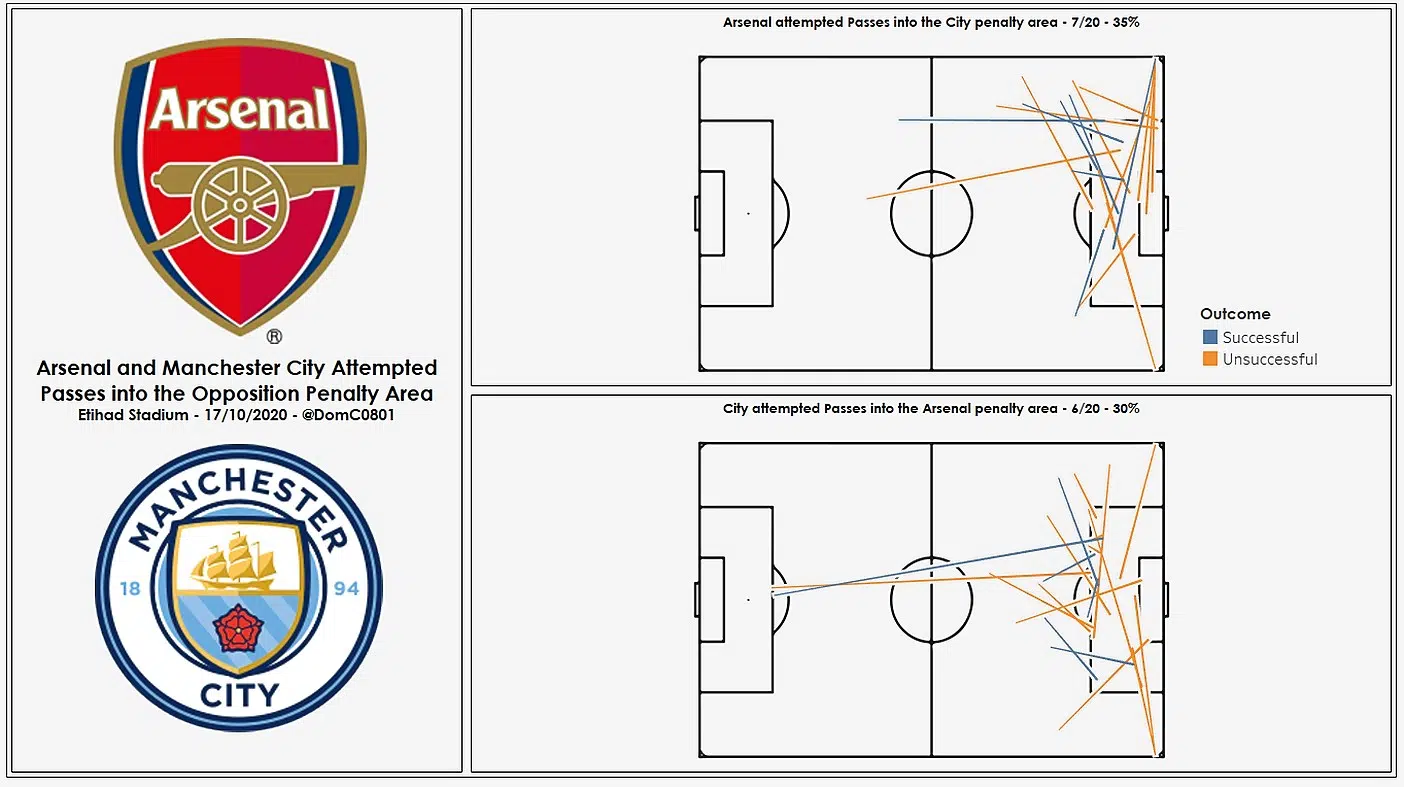 Arsenal
®
Arsenal and Manchester City Attempted
Passes into the Opposition Penalty Area
Etihad Stadium - 17/10/2020 - @DomC0801
MANCHESTER
18 94
CITY
Arsenal attempted Passes into the City penalty area - 7/20 - 35%
Outcome
Successful
Unsuccessful
City attempted Passes into the Arsenal penalty area - 6/20 - 30%